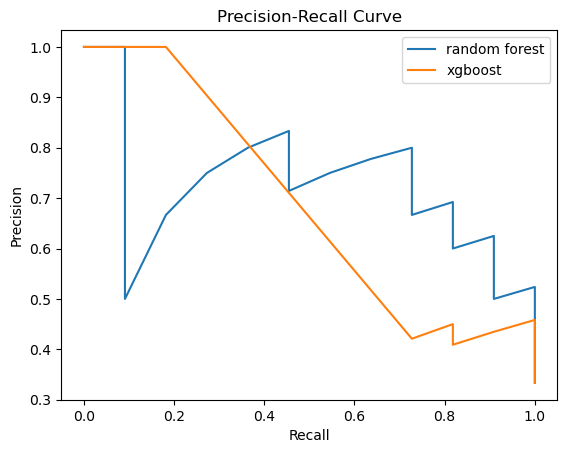 Precision-Recall Curve
random forest
xgboost
Precision
1.0
0.9
0.8
0.7
0.6
0.5
0.4
0.3
0.0 0.2 0.4 0.6 0.8 1.0
Recall